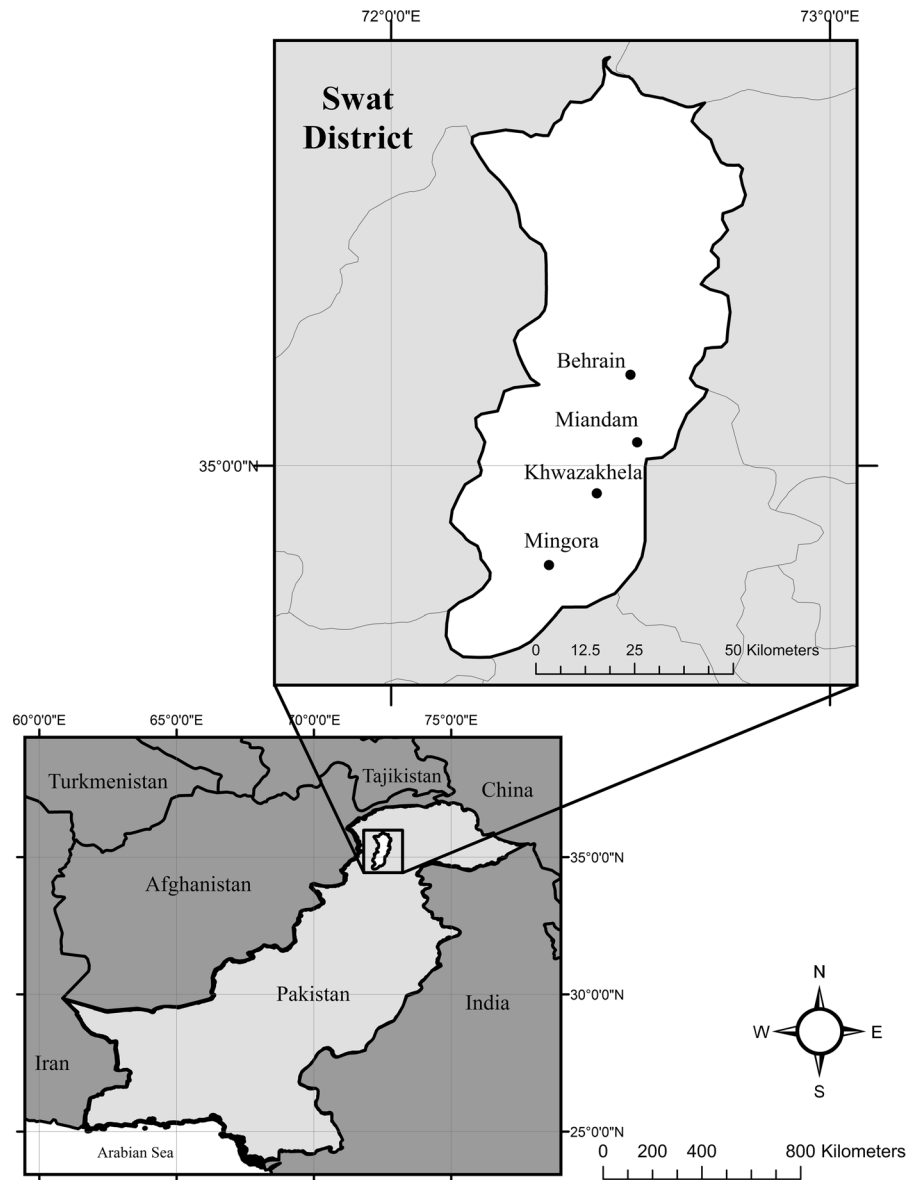 72°0'0"E 73°0'0"E
Swat
District
Behrain
Miandam
35°0'0"N
Khwazakhela
Mingora
0 12.5 25 50 Kilometers
60°0'0"E 65°0'0"E 70°0'0"E 75°0'0"E
Turkmenistan
Tajikistan
China
35°0'0"N
Afghanistan
Pakistan
30°0'0"N
India
N
W E
S
Iran
25°0'0"N
Arabian Sea
0 200 400 800 Kilometers